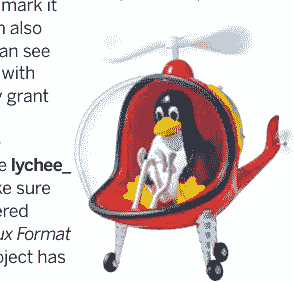 mark it
n also
an see
with
y grant
e lychee_
ke sure
ered
ux Format
oject has